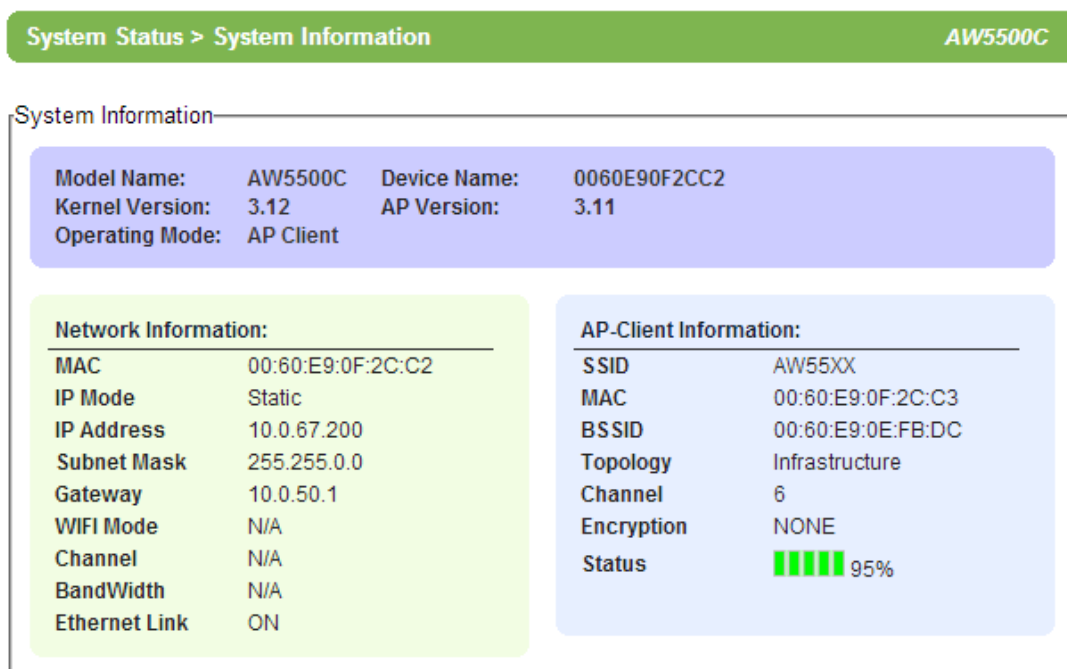 System Status > System Information AW5500C
System Information
Model Name: AW5500C Device Name: 0060E90F2CC2
Kernel Version: 3.12 AP Version: 3.11
Operating Mode: AP Client
Network Information:
MAC 00:60:E9:0F:2C:C2
IP Mode Static
IP Address 10.0.67.200
Subnet Mask 255.255.0.0
Gateway 10.0.50.1
WIFI Mode N/A
Channel N/A
BandWidth N/A
Ethernet Link ON
AP-Client Information:
SSID AW55XX
MAC 00:60:E9:0F:2C:C3
BSSID 00:60:E9:0E:FB:DC
Topology Infrastructure
Channel 6
Encryption NONE
Status 95%